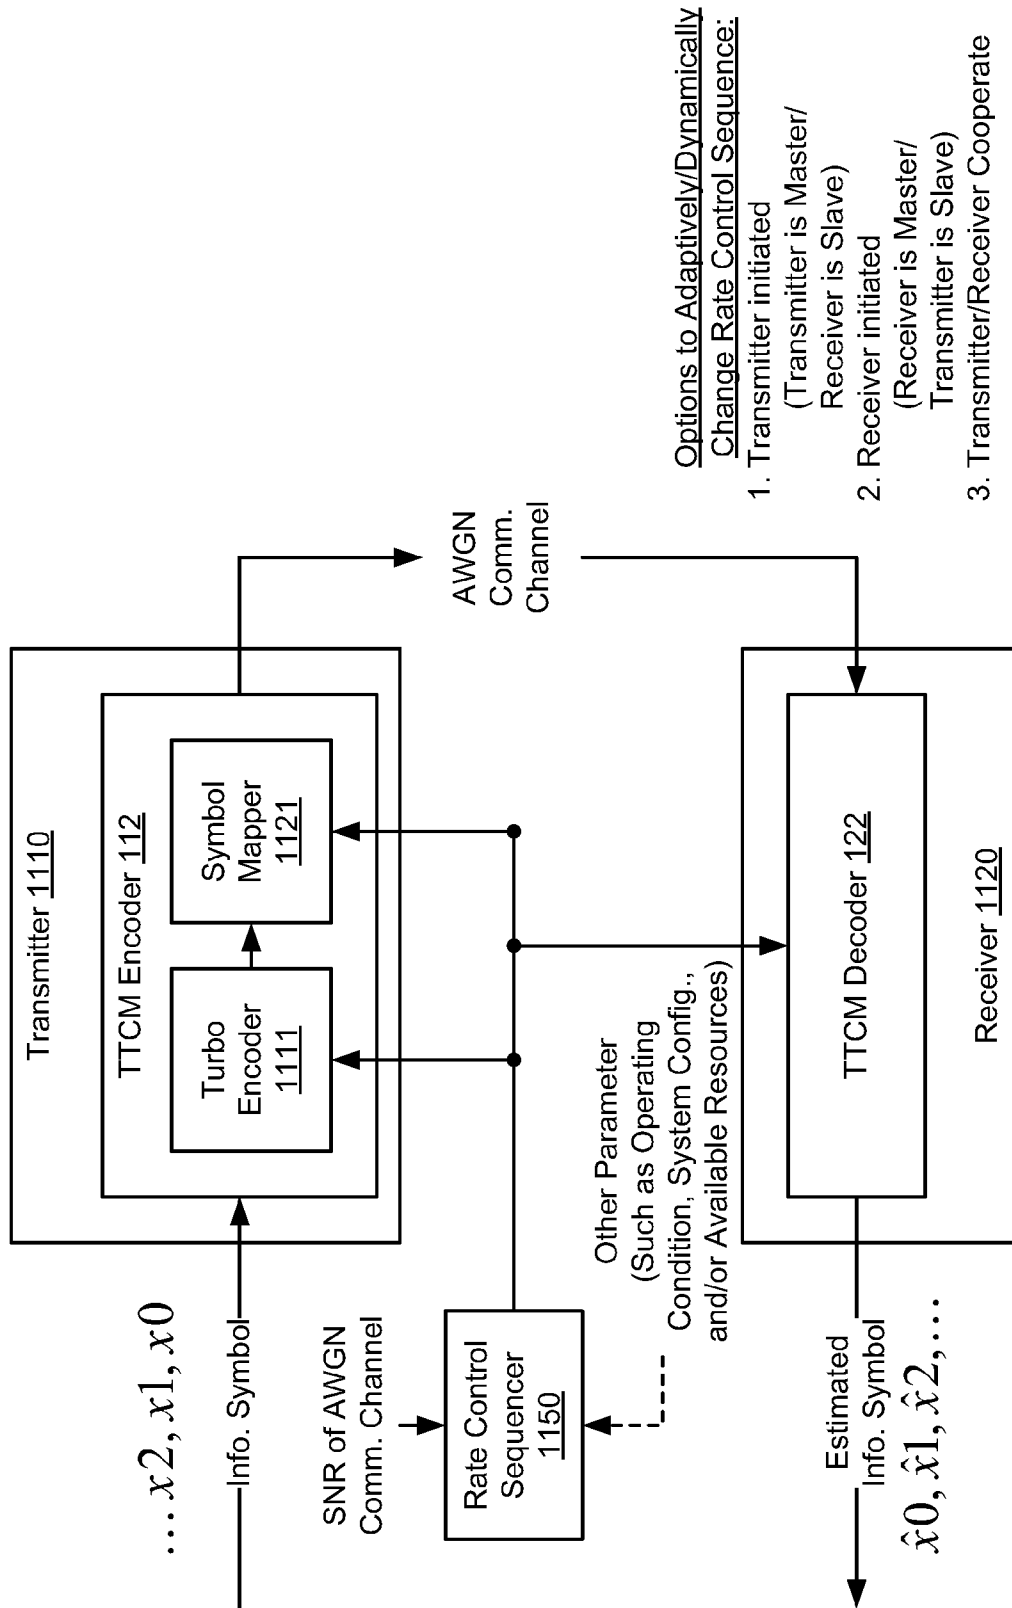 ... x2, x1, x0
Info. Symbol
Transmitter 1110
TTCM Encoder 112
Turbo
Encoder
1111
Symbol
Mapper
1121
AWGN
Comm.
Channel
SNR of AWGN
Comm. Channel
Rate Control
Sequencer
1150
Other Parameter
(Such as Operating
Condition, System Config.,
and/or Available Resources)
TTCM Decoder 122
Receiver 1120
Estimated
Info. Symbol
x̂0, x̂1, x̂2, ...
Options to Adaptively/Dynamically
Change Rate Control Sequence:
1. Transmitter initiated
(Transmitter is Master/
Receiver is Slave)
2. Receiver initiated
(Receiver is Master/
Transmitter is Slave)
3. Transmitter/Receiver Cooperate